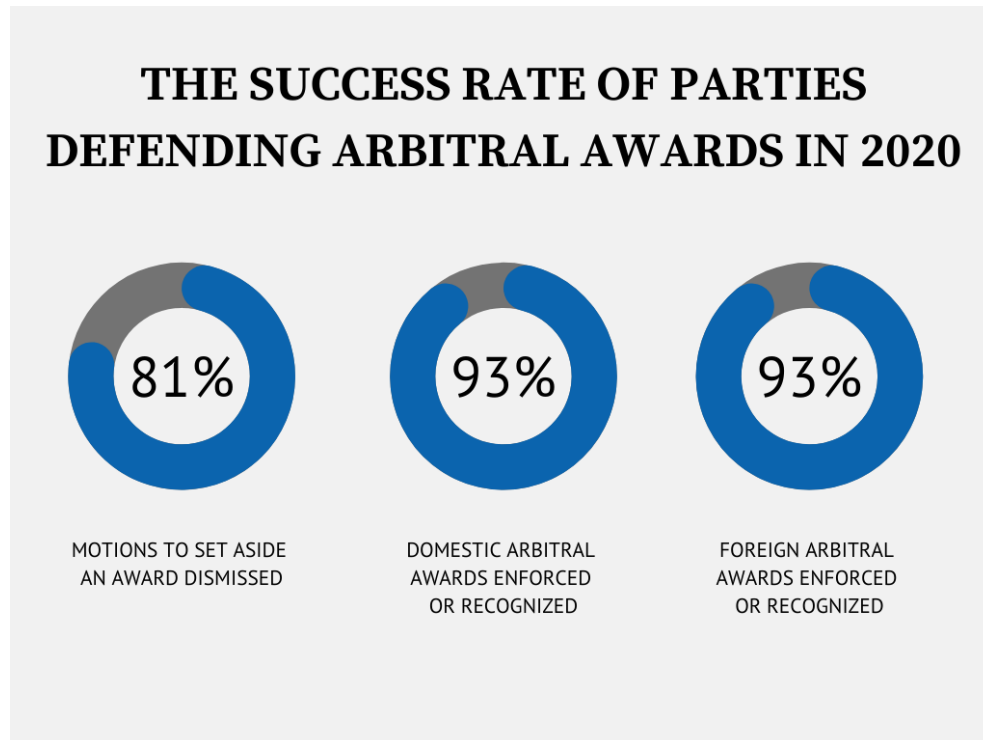 THE SUCCESS RATE OF PARTIES
DEFENDING ARBITRAL AWARDS IN 2020
81%
93%
93%
MOTIONS TO SET ASIDE
AN AWARD DISMISSED
DOMESTIC ARBITRAL
AWARDS ENFORCED
OR RECOGNIZED
FOREIGN ARBITRAL
AWARDS ENFORCED
OR RECOGNIZED